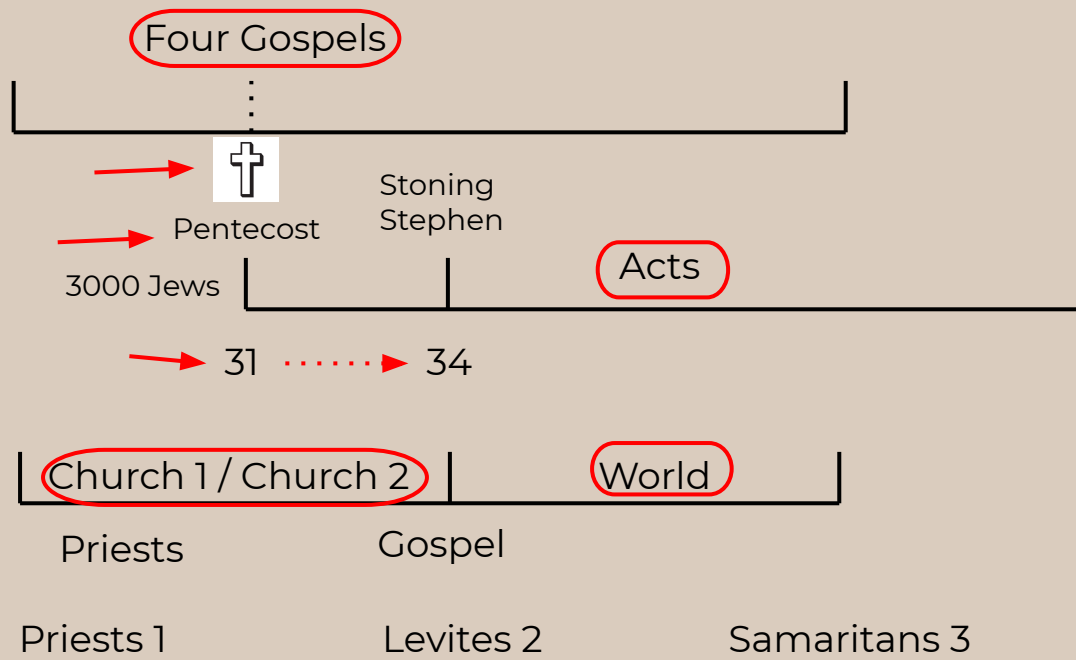 Four Gospels
Stoning
Stephen
Pentecost
Acts
3000 Jews
31 34
Church 1 / Church 2 World
Priests Gospel
Priests 1 Levites 2 Samaritans 3